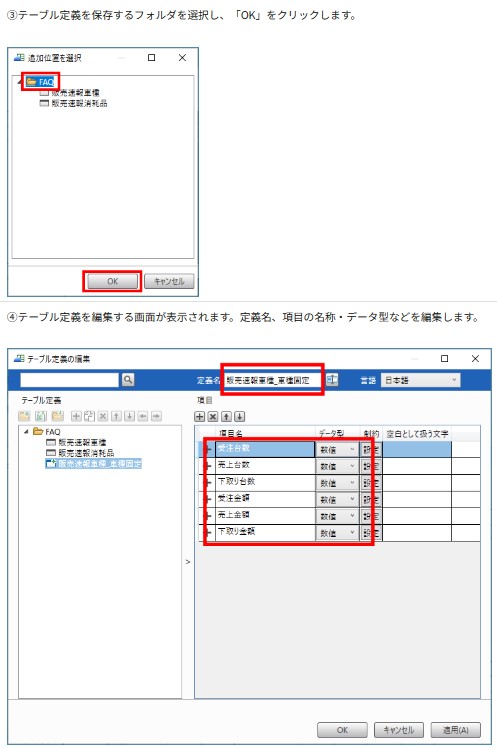 ③テーブル定義を保存するフォルダを選択し、「OK」をクリックします。
追加位置を選択
FAQ
販売速報車種
販売速報消耗品
OK
キャンセル
④テーブル定義を編集する画面が表示されます。定義名、項目の名称・データ型などを編集します。
テーブル定義の編集
定義名 販売速報車種_車種固定 言語 日本語
テーブル定義
項目
項目名 データ型 制約 空白として扱う文字
FAQ
販売速報車種
販売速報消耗品
販売速報車種_車種固定
受注台数 数値 設定
売上台数 数値 設定
下取り台数 数値 設定
受注金額 数値 設定
売上金額 数値 設定
下取り金額 数値 設定
OK キャンセル 適用(A)